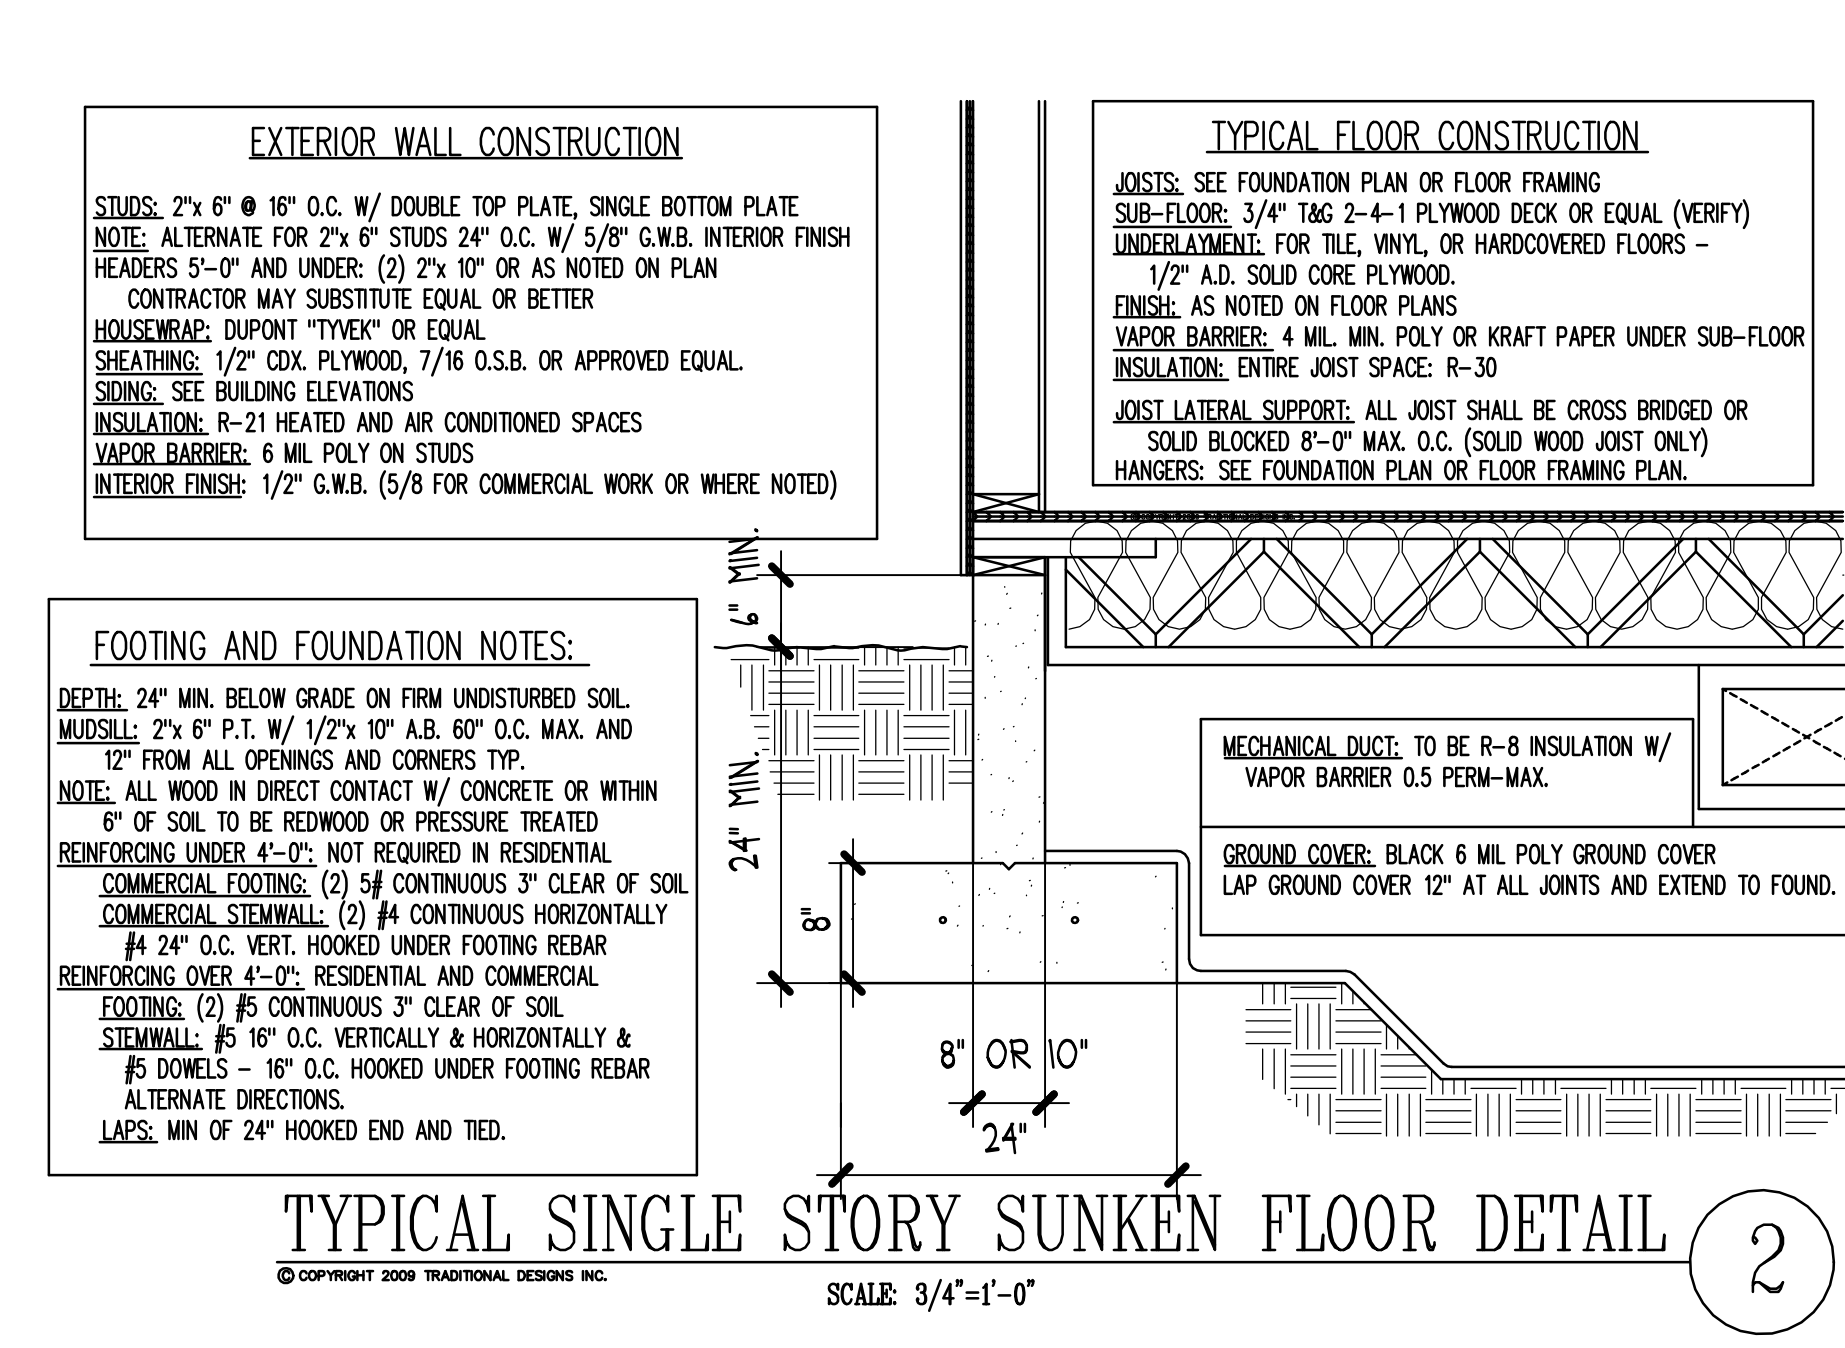 EXTERIOR WALL CONSTRUCTION
STUDS: 2"x 6" @ 16" O.C. W/ DOUBLE TOP PLATE, SINGLE BOTTOM PLATE
NOTE: ALTERNATE FOR 2"x 6" STUDS 24" O.C. W/ 5/8" G.W.B. INTERIOR FINISH
HEADERS 5'-0" AND UNDER: (2) 2"x 10" OR AS NOTED ON PLAN
CONTRACTOR MAY SUBSTITUTE EQUAL OR BETTER
HOUSEWRAP: DUPONT "TYVEK" OR EQUAL
SHEATHING: 1/2" CDX. PLYWOOD, 7/16 O.S.B. OR APPROVED EQUAL.
SIDING: SEE BUILDING ELEVATIONS
INSULATION: R-21 HEATED AND AIR CONDITIONED SPACES
VAPOR BARRIER: 6 MIL POLY ON STUDS
INTERIOR FINISH: 1/2" G.W.B. (5/8 FOR COMMERCIAL WORK OR WHERE NOTED)
TYPICAL FLOOR CONSTRUCTION
JOISTS: SEE FOUNDATION PLAN OR FLOOR FRAMING
SUB-FLOOR: 3/4" T&G 2-4-1 PLYWOOD DECK OR EQUAL (VERIFY)
UNDERLAYMENT: FOR TILE, VINYL, OR HARDCOVERED FLOORS -
1/2" A.D. SOLID CORE PLYWOOD.
FINISH: AS NOTED ON FLOOR PLANS
VAPOR BARRIER: 4 MIL. MIN. POLY OR KRAFT PAPER UNDER SUB-FLOOR
INSULATION: ENTIRE JOIST SPACE: R-30
JOIST LATERAL SUPPORT: ALL JOIST SHALL BE CROSS BRIDGED OR
SOLID BLOCKED 8'-0" MAX. O.C. (SOLID WOOD JOIST ONLY)
HANGERS: SEE FOUNDATION PLAN OR FLOOR FRAMING PLAN.
6" MIN.
24" MIN.
8"
FOOTING AND FOUNDATION NOTES:
DEPTH: 24" MIN. BELOW GRADE ON FIRM UNDISTURBED SOIL.
MUDSILL: 2"x 6" P.T. W/ 1/2"x 10" A.B. 60" O.C. MAX. AND
12" FROM ALL OPENINGS AND CORNERS TYP.
NOTE: ALL WOOD IN DIRECT CONTACT W/ CONCRETE OR WITHIN
6" OF SOIL TO BE REDWOOD OR PRESSURE TREATED
REINFORCING UNDER 4'-0": NOT REQUIRED IN RESIDENTIAL
COMMERCIAL FOOTING: (2) 5# CONTINUOUS 3" CLEAR OF SOIL
COMMERCIAL STEMWALL: (2) #4 CONTINUOUS HORIZONTALLY
#4 24" O.C. VERT. HOOKED UNDER FOOTING REBAR
REINFORCING OVER 4'-0": RESIDENTIAL AND COMMERCIAL
FOOTING: (2) #5 CONTINUOUS 3" CLEAR OF SOIL
STEMWALL: #5 16" O.C. VERTICALLY & HORIZONTALLY &
#5 DOWELS - 16" O.C. HOOKED UNDER FOOTING REBAR
ALTERNATE DIRECTIONS.
LAPS: MIN OF 24" HOOKED END AND TIED.
MECHANICAL DUCT: TO BE R-8 INSULATION W/
VAPOR BARRIER 0.5 PERM-MAX.
GROUND COVER: BLACK 6 MIL POLY GROUND COVER
LAP GROUND COVER 12" AT ALL JOINTS AND EXTEND TO FOUND.
8" OR 10"
24"
TYPICAL SINGLE STORY SUNKEN FLOOR DETAIL
2
© COPYRIGHT 2009 TRADITIONAL DESIGNS INC.
SCALE: 3/4"=1'-0"